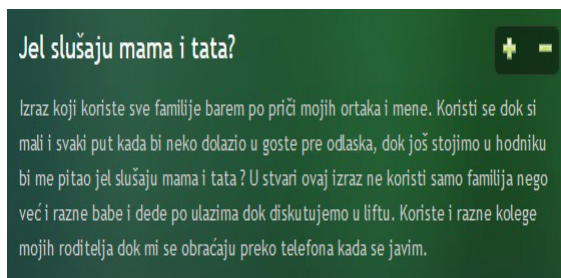 Jel slušaju mama i tata?
Izraz koji koriste sve familije barem po priči mojih ortaka i mene. Koristi se dok si
mali i svaki put kada bi neko dolazio u goste pre odlaska, dok još stojimo u hodniku
bi me pitao jel slušaju mama i tata ? U stvari ovaj izraz ne koristi samo familija nego
već i razne babe i dede po ulazima dok diskutujemo u liftu. Koriste i razne kolege
mojih roditelja dok mi se obraćaju preko telefona kada se javim.